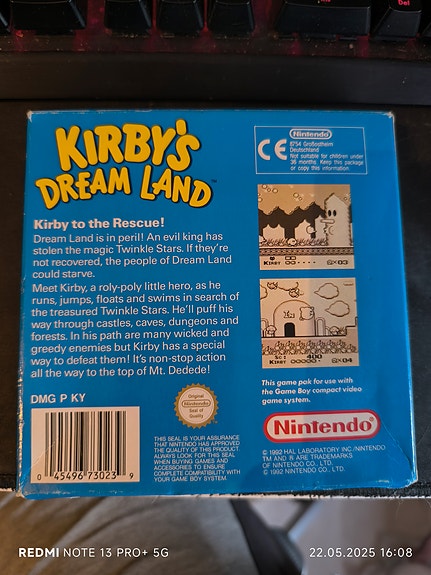 Del
KIRBY'S
DREAM LAND™
Kirby to the Rescue!
Dream Land is in peril! An evil king has
stolen the magic Twinkle Stars. If they're
not recovered, the people of Dream Land
could starve.
Meet Kirby, a roly-poly little hero, as he
runs, jumps, floats and swims in search of
the treasured Twinkle Stars. He'll puff his
way through castles, caves, dungeons and
forests. In his path are many wicked and
greedy enemies but Kirby has a special
way to defeat them! It's non-stop action
all the way to the top of Mt. Dedede!
DMG P KY
0 45496 73023 9
Original
Nintendo
Seal of
Quality
THIS SEAL IS YOUR ASSURANCE
THAT NINTENDO HAS APPROVED
THE QUALITY OF THIS PRODUCT.
ALWAYS LOOK FOR THIS SEAL
WHEN BUYING GAMES AND
ACCESSORIES TO ENSURE
COMPLETE COMPATIBILITY WITH
YOUR GAME BOY SYSTEM.
CE
Nintendo
8754 Großostheim
Deutschland
Not suitable for children under
36 months. Keep this package
or copy this information.
KIRBY
03
400
KIRBY
04
This game pak for use with
the Game Boy compact video
game system.
Nintendo
© 1992 HAL LABORATORY INC./NINTENDO
TM AND ® ARE TRADEMARKS
OF NINTENDO CO., LTD.
© 1992 NINTENDO CO., LTD.
REDMI NOTE 13 PRO+ 5G
22.05.2025 16:08